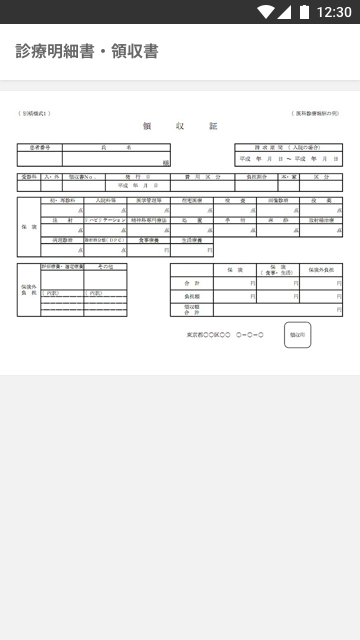 12:30
診療明細書・領収書
（別紙様式1）
（医科診療報酬の例）
領 収 証
患者番号 氏 名
様
請求期間（入院の場合）
平成 年 月 日 ～ 平成 年 月 日
受診科 入・外 領収書No. 発行日 費用区分 負担割合 本・家 区分
平成 年 月 日
保険
初・再診料 入院料等 医学管理等 在宅医療 検査 画像診断 投薬
点 点 点 点 点 点 点
注射 リハビリテーション 精神科専門療法 処置 手術 麻酔 放射線治療
点 点 点 点 点 点 点
病理診断 診断群分類（DPC） 食事療養 生活療養
点 点 円 円
保険外負担
評価療養・選定療養 その他
（内訳） （内訳）
保険 保険（食事・生活） 保険外負担
合計 円 円 円
負担額 円 円 円
領収額合計 円
東京都〇〇区〇〇 〇-〇-〇
領収印